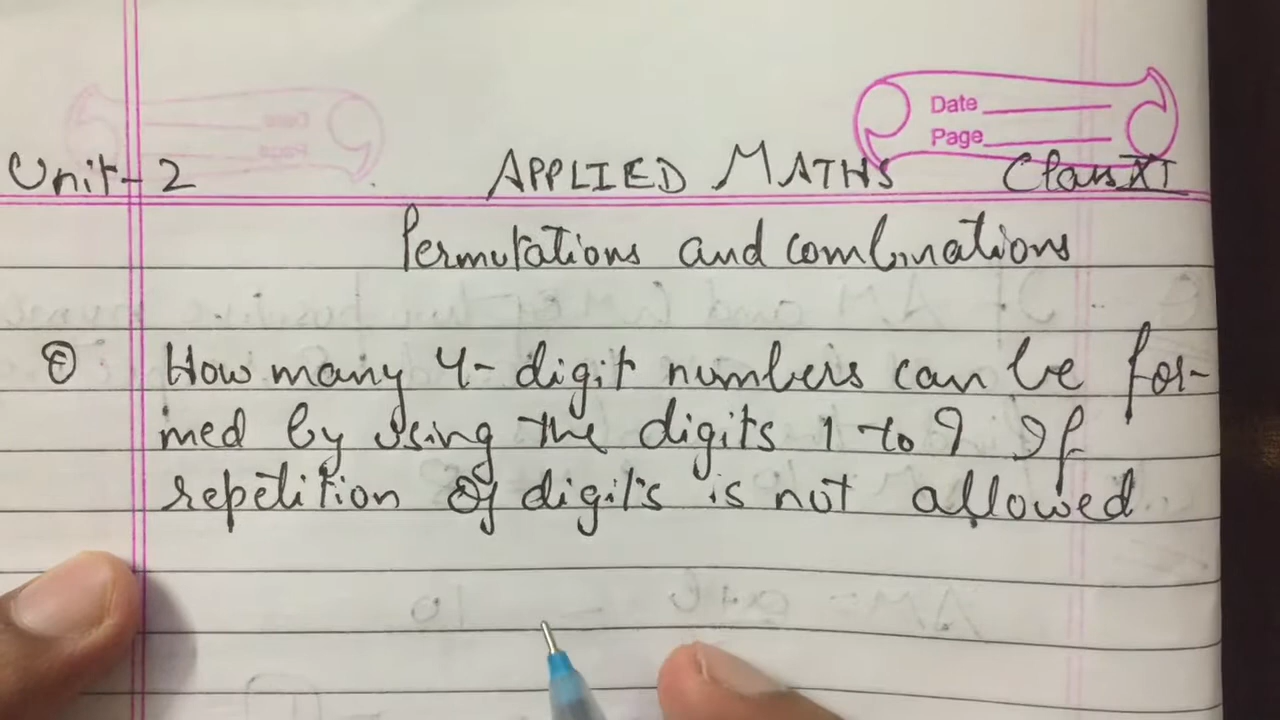 Date
Page
Unit-2 APPLIED MATHS Class XI
Permutations and combinations
Q How many 4-digit numbers can be for-
med by using the digits 1 to 9 If
repetition of digits is not allowed